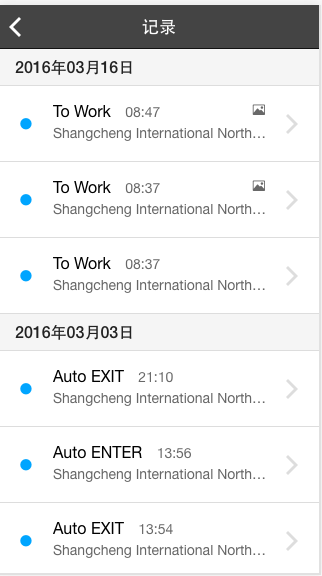 记录
2016年03月16日
To Work 08:47
Shangcheng International North…
To Work 08:37
Shangcheng International North…
To Work 08:37
Shangcheng International North…
2016年03月03日
Auto EXIT 21:10
Shangcheng International North…
Auto ENTER 13:56
Shangcheng International North…
Auto EXIT 13:54
Shangcheng International North…